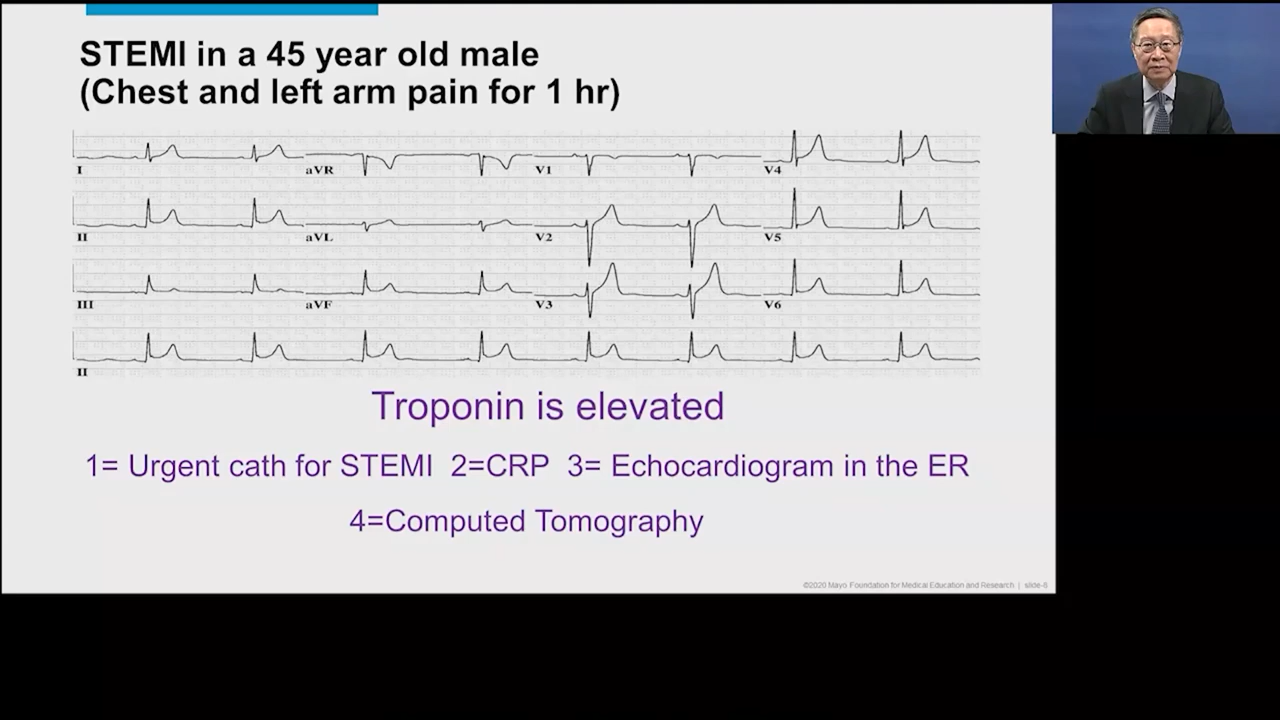 STEMI in a 45 year old male
(Chest and left arm pain for 1 hr)
I aVR V1 V4
II aVL V2 V5
III aVF V3 V6
II
Troponin is elevated
1= Urgent cath for STEMI 2=CRP 3= Echocardiogram in the ER
4=Computed Tomography
©2020 Mayo Foundation for Medical Education and Research | slide-8